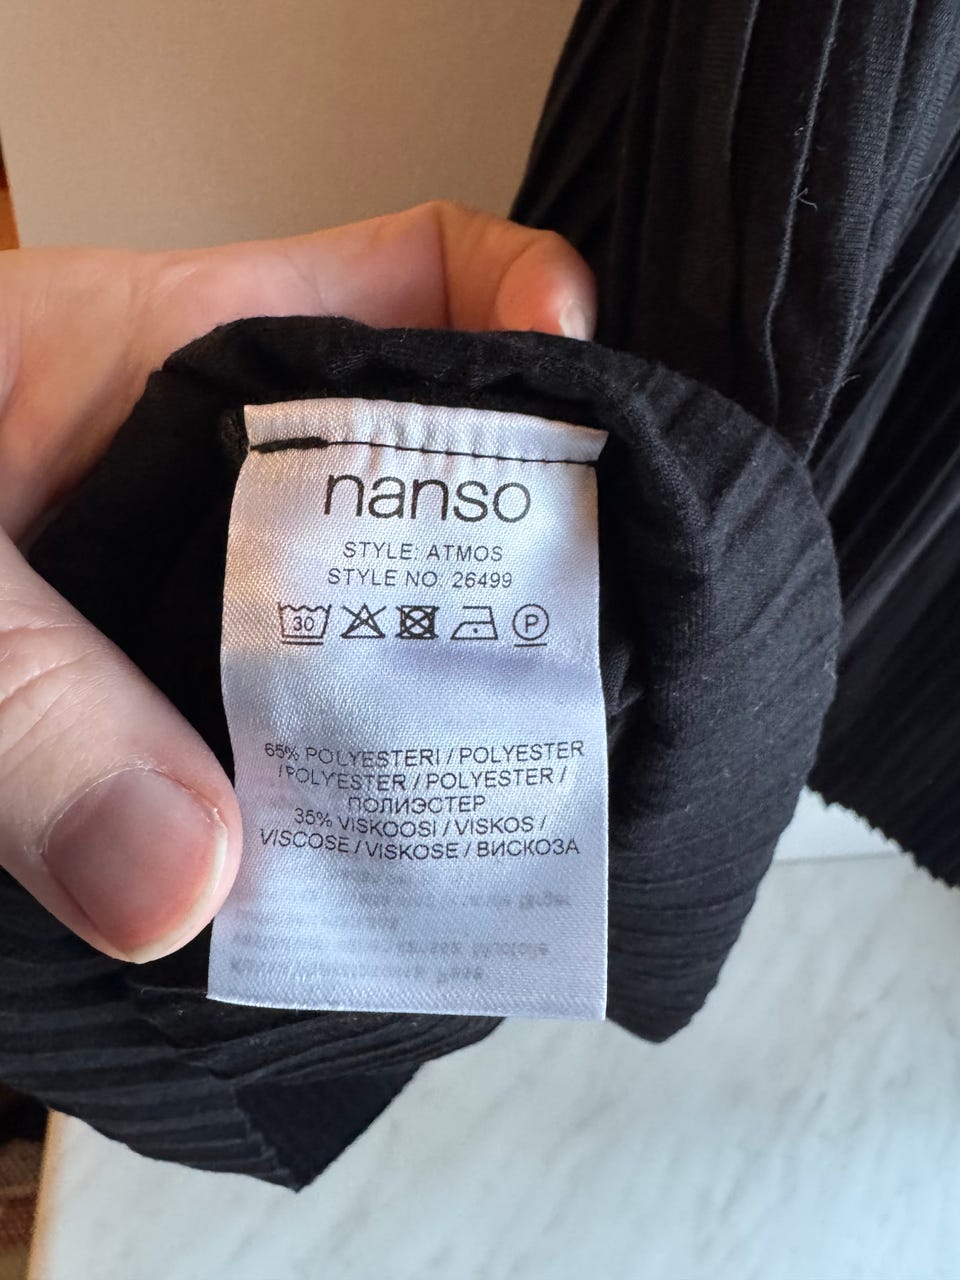 nanso
STYLE: ATMOS
STYLE NO. 26499
30 P
65% POLYESTERI / POLYESTER
/ POLYESTER / POLYESTER /
ПОЛИЭСТЕР
35% VISKOOSI / VISKOS /
VISCOSE / VISKOSE / ВИСКОЗА